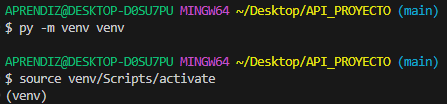 APRENDIZ@DESKTOP-D0SU7PU MINGW64 ~/Desktop/API_PROYECTO (main)
$ py -m venv venv
APRENDIZ@DESKTOP-D0SU7PU MINGW64 ~/Desktop/API_PROYECTO (main)
$ source venv/Scripts/activate
(venv)